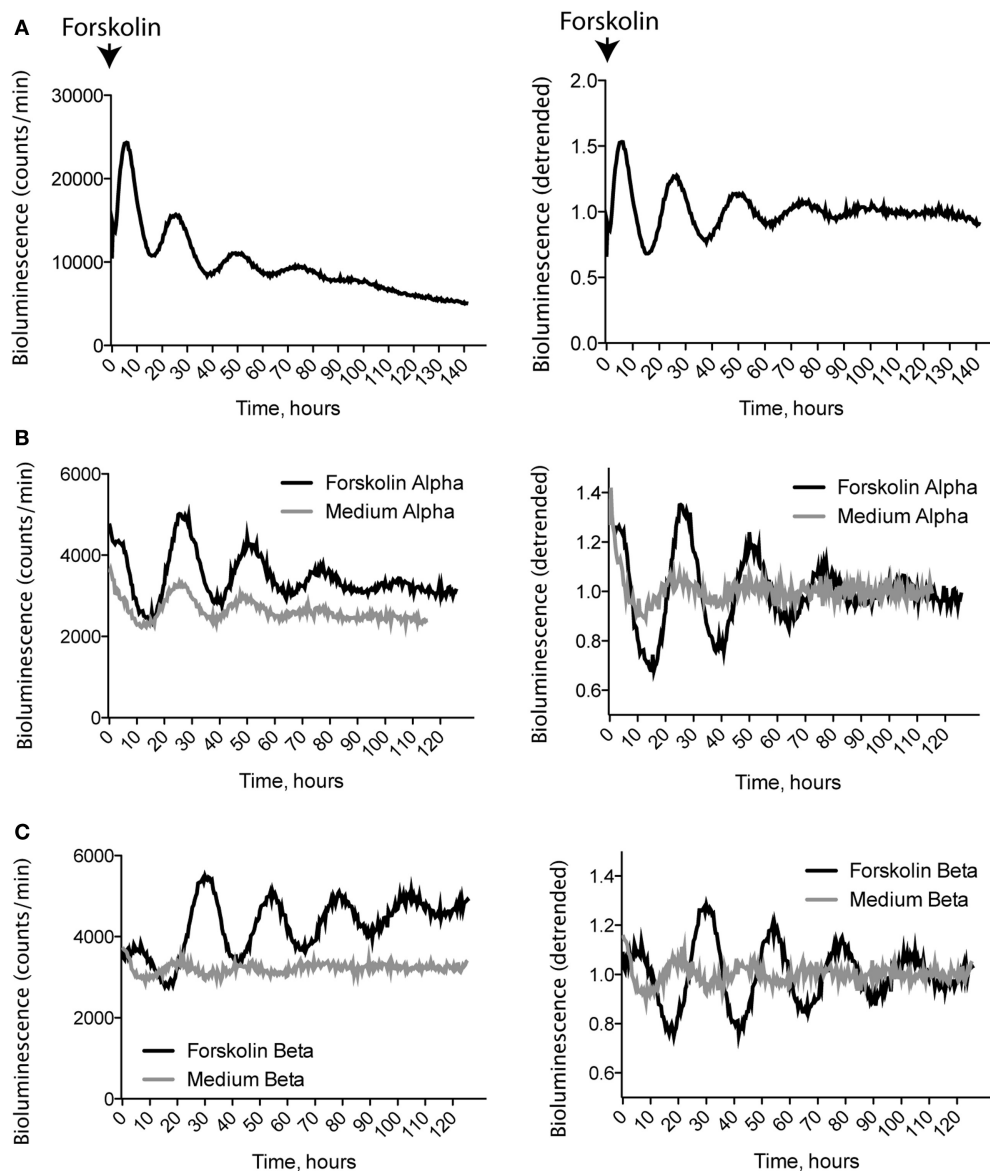 A
Forskolin
Bioluminescence (counts/min)
30000
20000
10000
0
0 10 20 30 40 50 60 70 80 90 100 110 120 130 140
Time, hours
Forskolin
Bioluminescence (detrended)
2.0
1.5
1.0
0.5
0.0
0 10 20 30 40 50 60 70 80 90 100 110 120 130 140
Time, hours
B
Bioluminescence (counts/min)
6000
4000
2000
0
Forskolin Alpha
Medium Alpha
0 10 20 30 40 50 60 70 80 90 100 110 120
Time, hours
Bioluminescence (detrended)
1.4
1.2
1.0
0.8
0.6
Forskolin Alpha
Medium Alpha
0 10 20 30 40 50 60 70 80 90 100 110 120
Time, hours
C
Bioluminescence (counts/min)
6000
4000
2000
0
Forskolin Beta
Medium Beta
0 10 20 30 40 50 60 70 80 90 100 110 120
Time, hours
Bioluminescence (detrended)
1.4
1.2
1.0
0.8
0.6
Forskolin Beta
Medium Beta
0 10 20 30 40 50 60 70 80 90 100 110 120
Time, hours